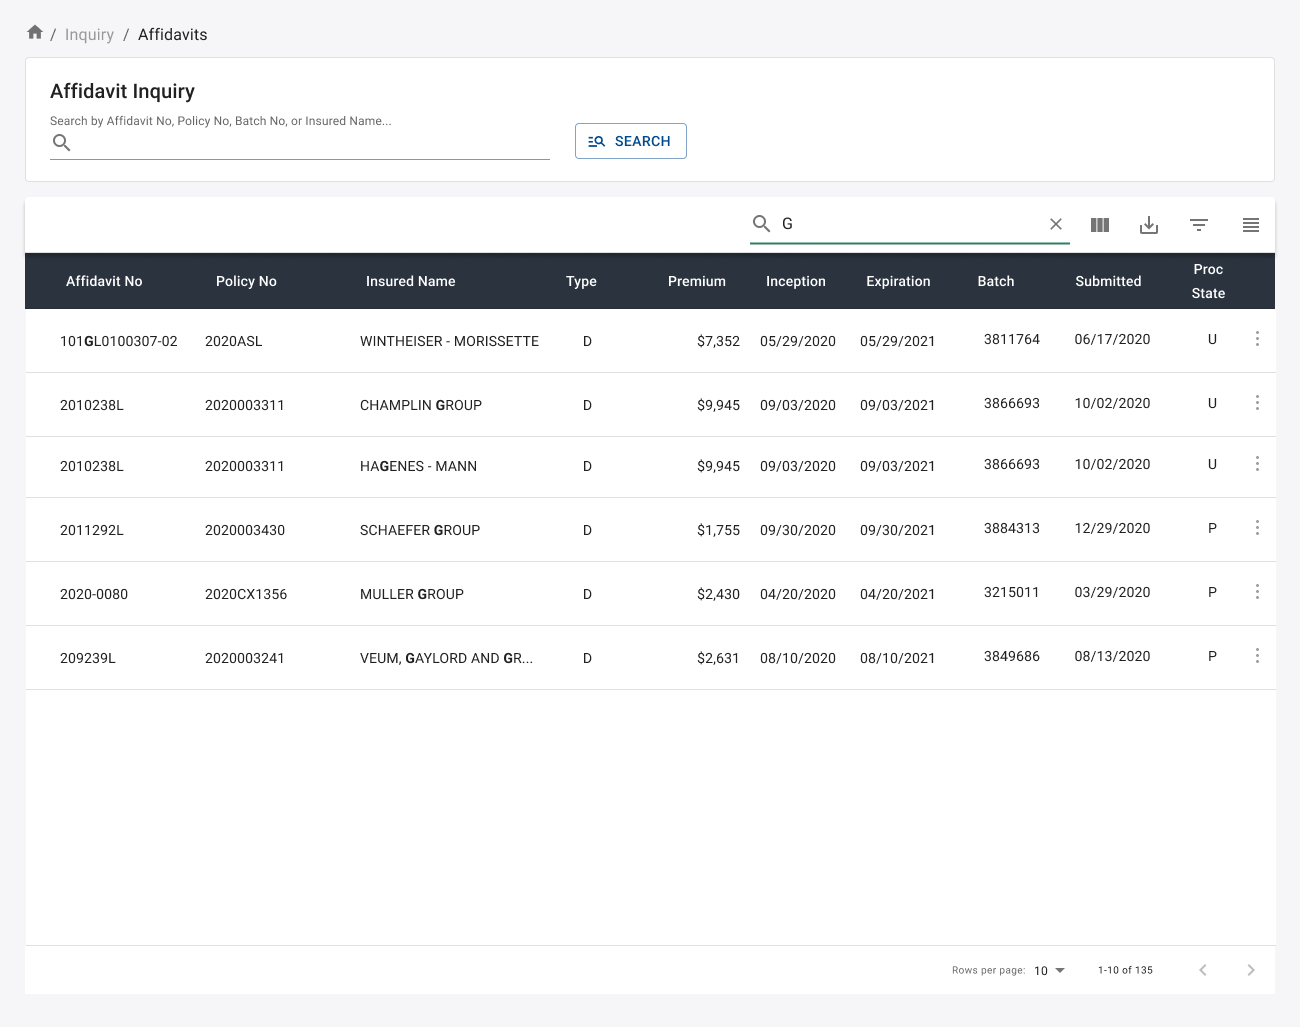 / Inquiry / Affidavits
Affidavit Inquiry
Search by Affidavit No, Policy No, Batch No, or Insured Name...
SEARCH
G
Affidavit No Policy No Insured Name Type Premium Inception Expiration Batch Submitted Proc State
101GL0100307-02 2020ASL WINTHEISER - MORISSETTE D $7,352 05/29/2020 05/29/2021 3811764 06/17/2020 U
2010238L 2020003311 CHAMPLIN GROUP D $9,945 09/03/2020 09/03/2021 3866693 10/02/2020 U
2010238L 2020003311 HAGENES - MANN D $9,945 09/03/2020 09/03/2021 3866693 10/02/2020 U
2011292L 2020003430 SCHAEFER GROUP D $1,755 09/30/2020 09/30/2021 3884313 12/29/2020 P
2020-0080 2020CX1356 MULLER GROUP D $2,430 04/20/2020 04/20/2021 3215011 03/29/2020 P
209239L 2020003241 VEUM, GAYLORD AND GR... D $2,631 08/10/2020 08/10/2021 3849686 08/13/2020 P
Rows per page: 10 1-10 of 135